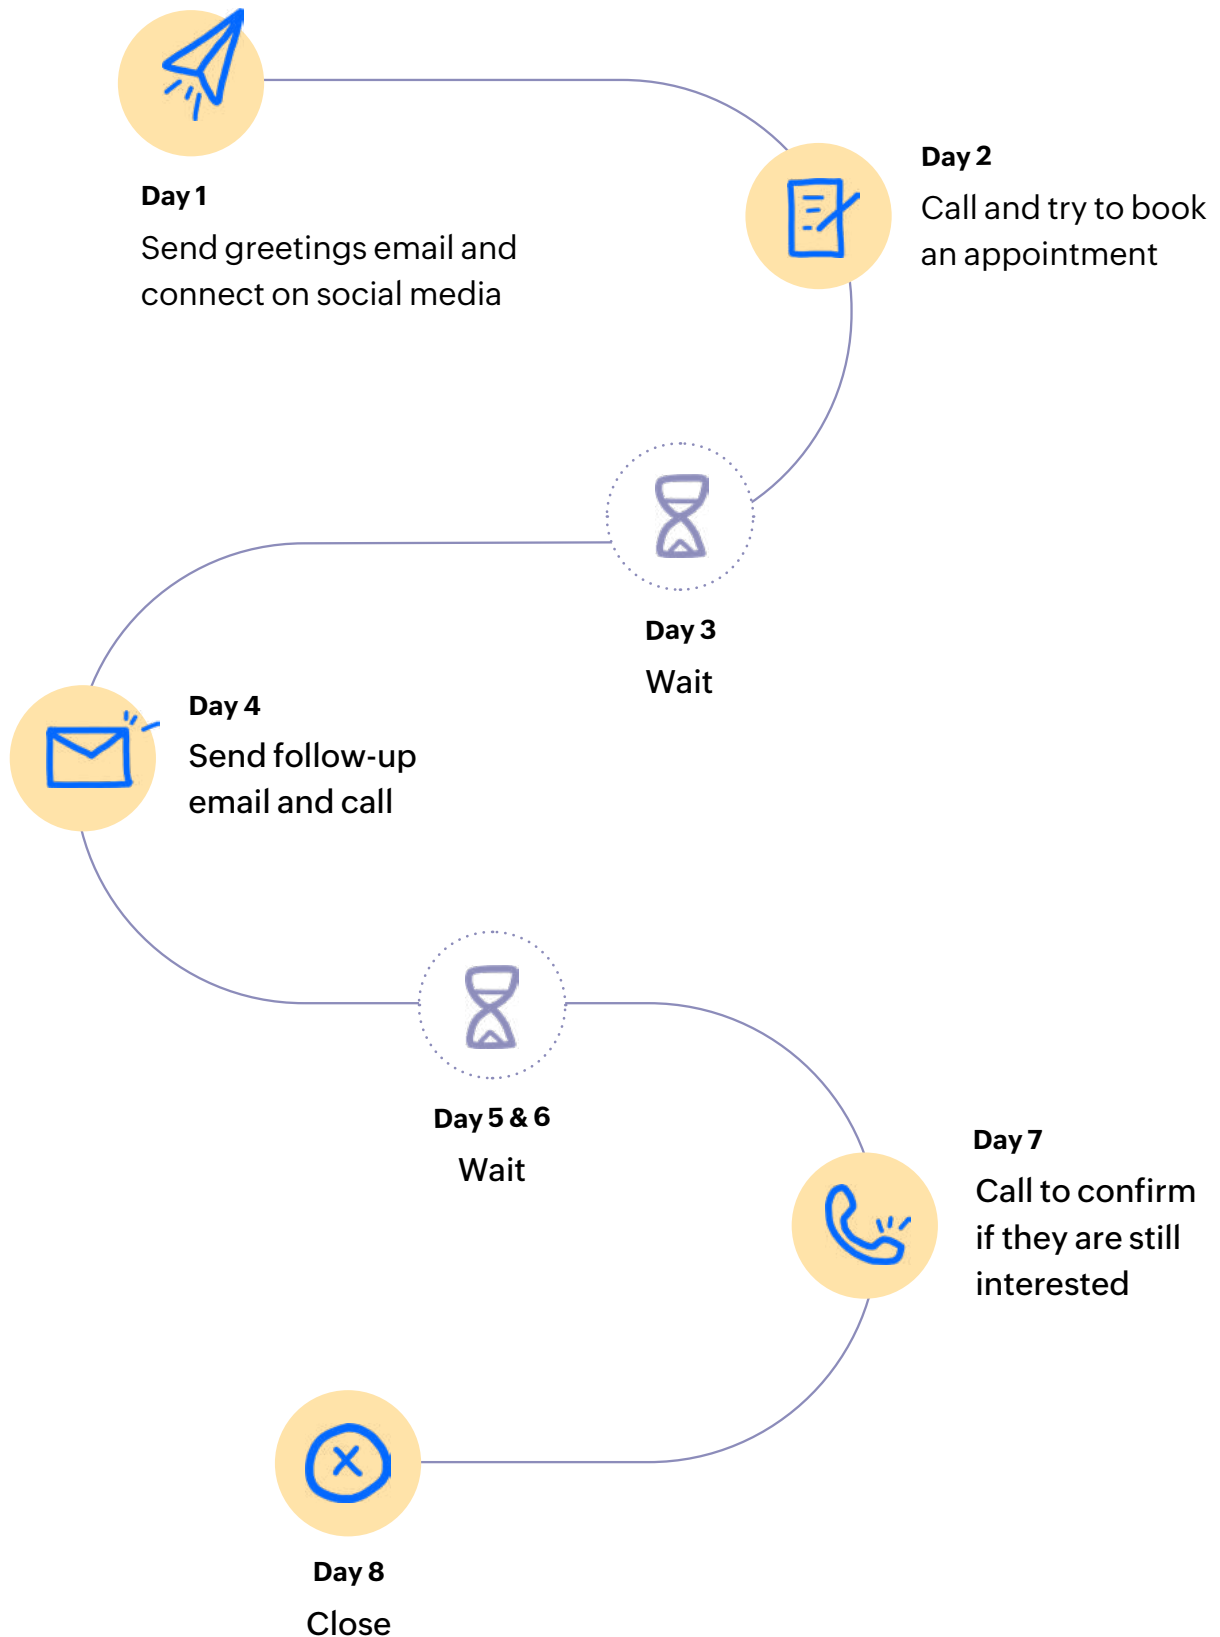 Day 1
Send greetings email and
connect on social media
Day 2
Call and try to book
an appointment
Day 3
Wait
Day 4
Send follow-up
email and call
Day 5 & 6
Wait
Day 7
Call to confirm
if they are still
interested
Day 8
Close